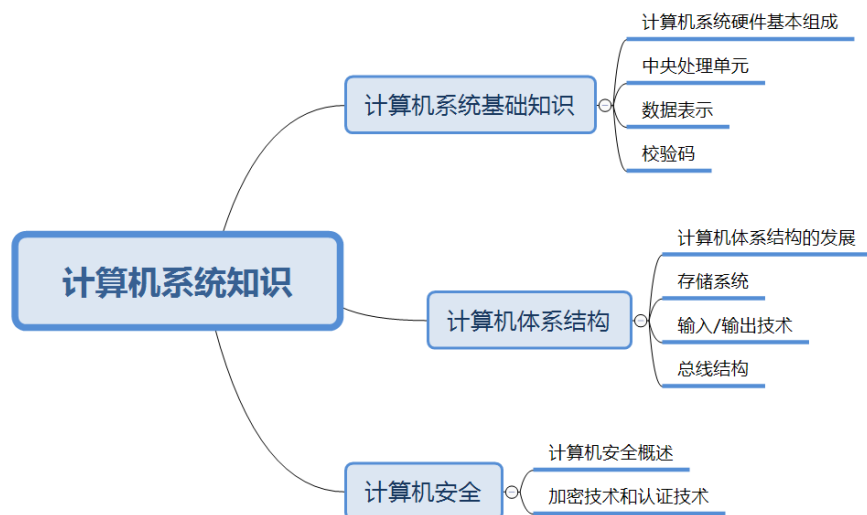 计算机系统知识
计算机系统基础知识
计算机系统硬件基本组成
中央处理单元
数据表示
校验码
计算机体系结构
计算机体系结构的发展
存储系统
输入/输出技术
总线结构
计算机安全
计算机安全概述
加密技术和认证技术